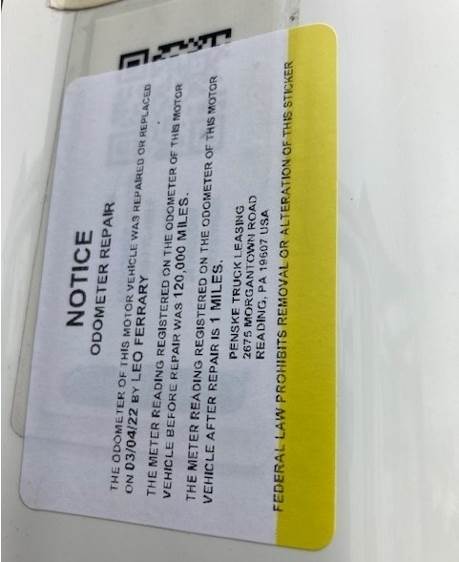 NOTICE
ODOMETER REPAIR
THE ODOMETER OF THIS MOTOR VEHICLE WAS REPAIRED OR REPLACED
ON 03/04/22 BY LEO FERRARY
THE METER READING REGISTERED ON THE ODOMETER OF THIS MOTOR
VEHICLE BEFORE REPAIR WAS 120,000 MILES.
THE METER READING REGISTERED ON THE ODOMETER OF THIS MOTOR
VEHICLE AFTER REPAIR IS 1 MILES.
PENSKE TRUCK LEASING
2675 MORGANTOWN ROAD
READING, PA 19607 USA
FEDERAL LAW PROHIBITS REMOVAL OR ALTERATION OF THIS STICKER